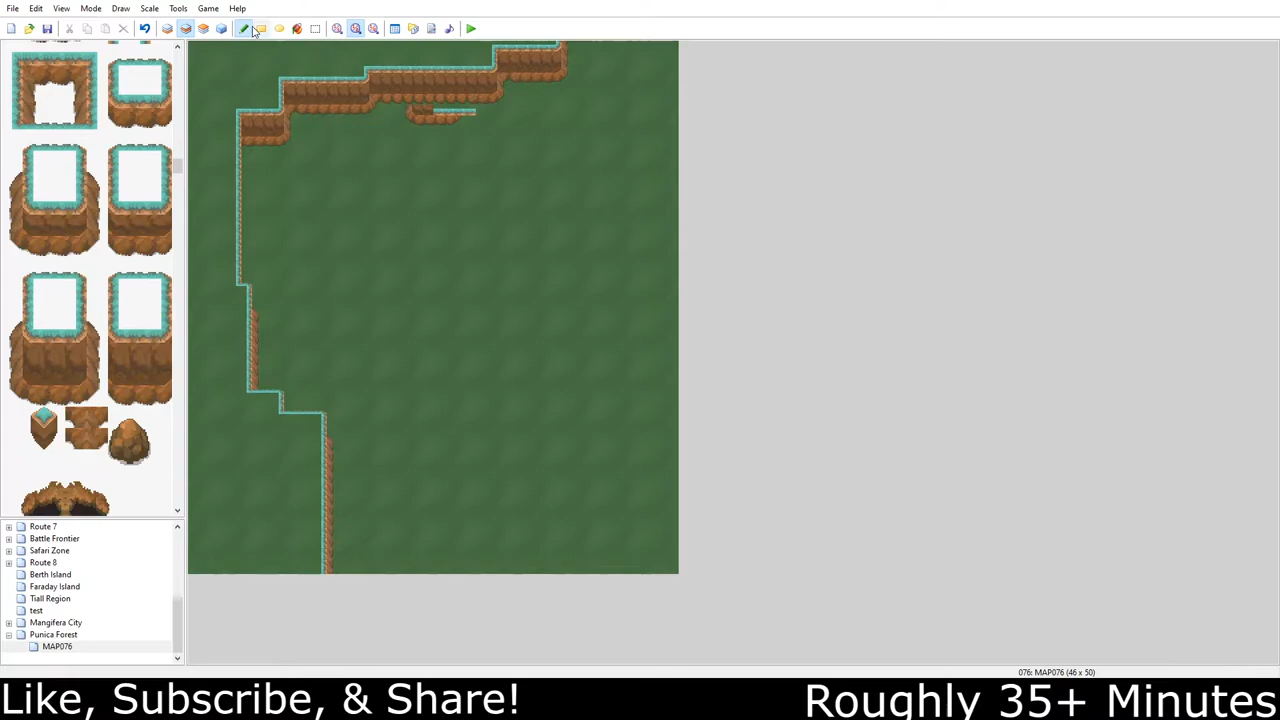 File Edit View Mode Draw Scale Tools Game Help
Route 7
Battle Frontier
Safari Zone
Route 8
Berth Island
Faraday Island
Tiall Region
test
Mangifera City
Punica Forest
MAP076
076: MAP076 (46 x 50)
Like, Subscribe, & Share! Roughly 35+ Minutes